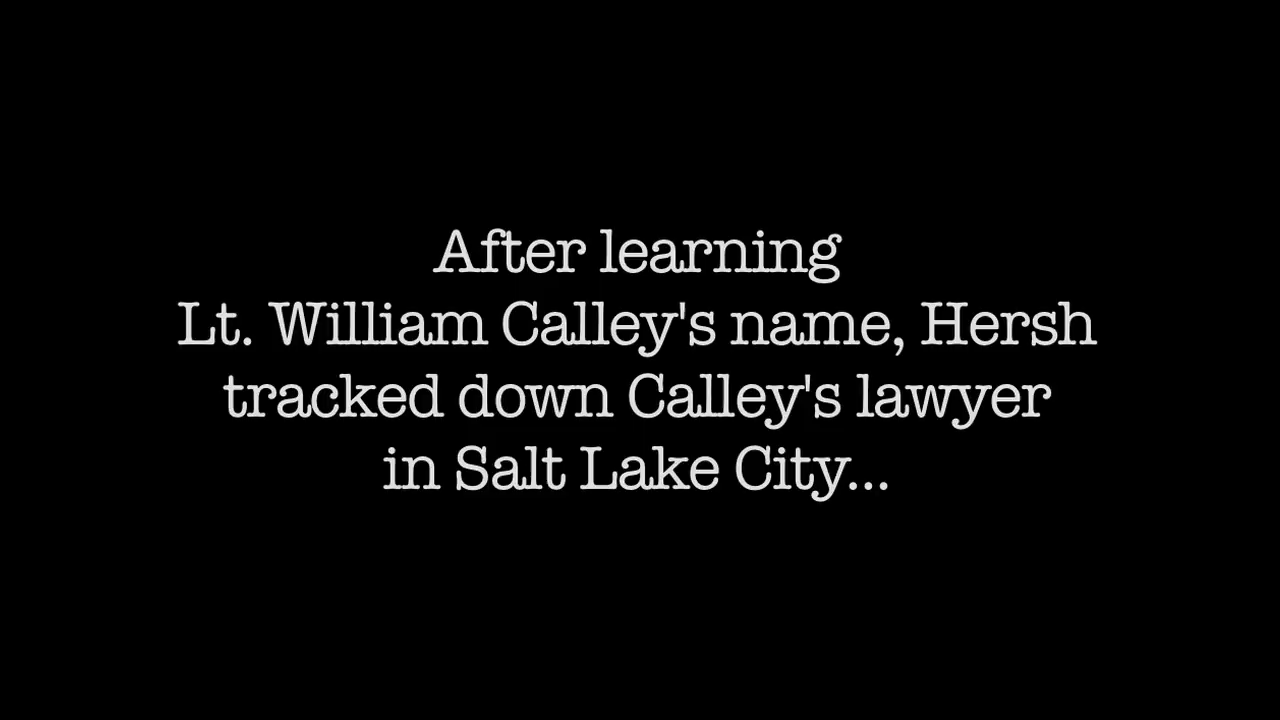 After learning
Lt. William Calley's name, Hersh
tracked down Calley's lawyer
in Salt Lake City...